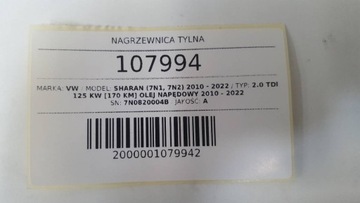 NAGRZEWNICA TYLNA
107994
MARKA: VW / MODEL: SHARAN (7N1, 7N2) 2010 - 2022 / TYP: 2.0 TDI
125 KW [170 KM] OLEJ NAPĘDOWY 2010 - 2022
SN: 7N0820004B JAKOŚĆ: A
2000001079942